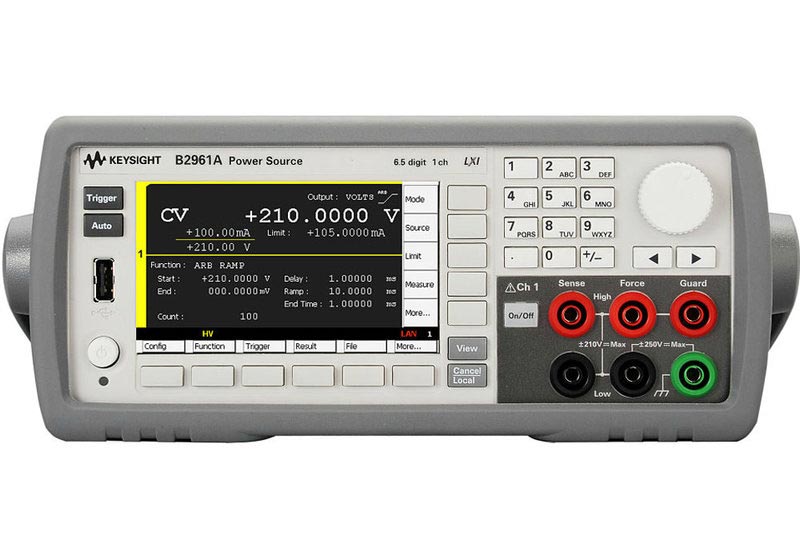 KEYSIGHT B2961A Power Source 6.5 digit 1 ch LXI
Trigger
Auto
Output : VOLTS ARB
CV +210.0000 V
+100.00mA Limit : +105.0000mA
+210.00 V
1
Function : ARB RAMP
Start : +210.0000 V Delay : 1.00000 ms
End : 000.0000mV Ramp : 10.0000 ms
End Time : 1.00000 ms
Count : 100
HV LAN 1
Mode
Source
Limit
Measure
More...
Config Function Trigger Result File More...
View
Cancel
Local
1 2 ABC 3 DEF
4 GHI 5 JKL 6 MNO
7 PQRS 8 TUV 9 WXYZ
. 0 +/−
Ch 1 Sense Force Guard
High
On/Off
±210V Max ±250V Max
Low